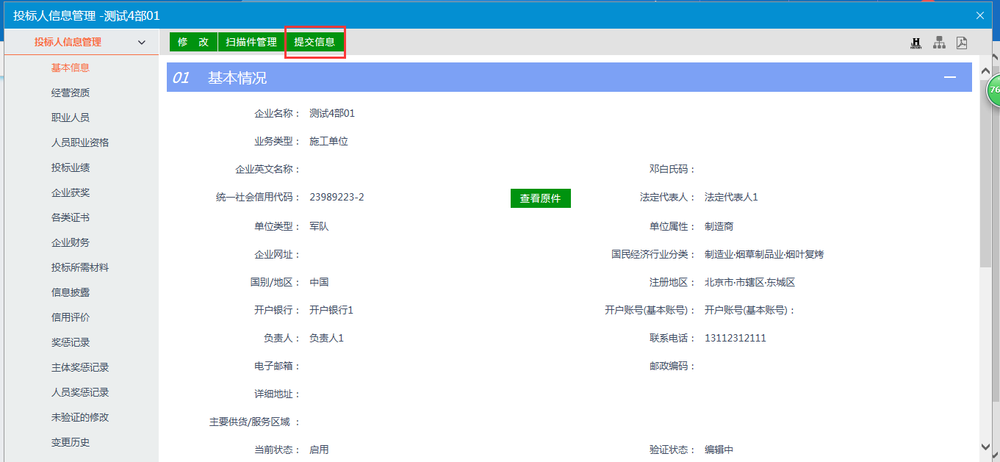 投标人信息管理 -测试4部01
投标人信息管理
修 改 扫描件管理 提交信息
基本信息
经营资质
职业人员
人员职业资格
投标业绩
企业获奖
各类证书
企业财务
投标所需材料
信息披露
信用评价
奖惩记录
主体奖惩记录
人员奖惩记录
未验证的修改
变更历史
01 基本情况
企业名称： 测试4部01
业务类型： 施工单位
企业英文名称： 邓白氏码：
统一社会信用代码： 23989223-2 查看原件 法定代表人： 法定代表人1
单位类型： 军队 单位属性： 制造商
企业网址： 国民经济行业分类： 制造业·烟草制品业·烟叶复烤
国别/地区： 中国 注册地区： 北京市·市辖区·东城区
开户银行： 开户银行1 开户账号(基本账号)： 开户账号(基本账号)：
负责人： 负责人1 联系电话： 13112312111
电子邮箱： 邮政编码：
详细地址：
主要供货/服务区域 ：
当前状态： 启用 验证状态： 编辑中
76